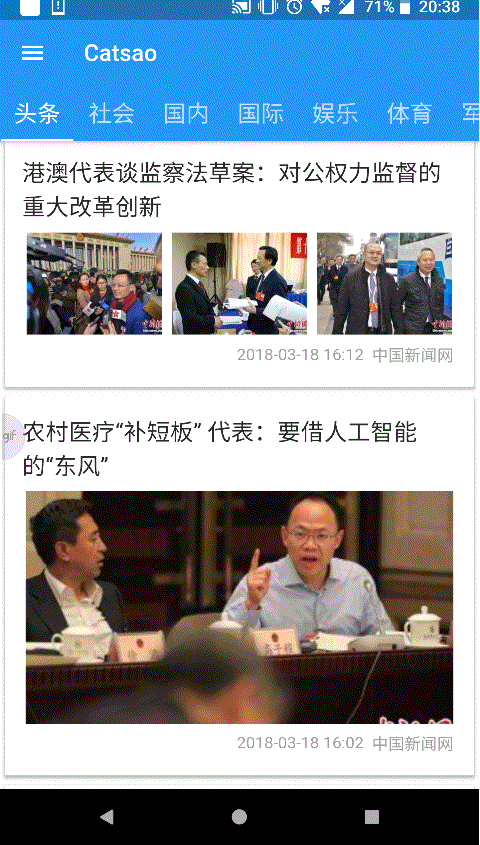 71% 20:38
Catsao
头条 社会 国内 国际 娱乐 体育 军
港澳代表谈监察法草案：对公权力监督的
重大改革创新
2018-03-18 16:12 中国新闻网
gif
农村医疗“补短板” 代表：要借人工智能
的“东风”
2018-03-18 16:02 中国新闻网